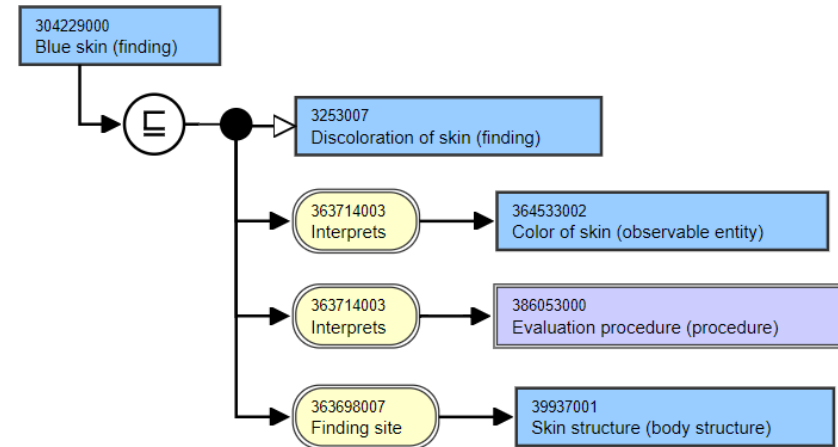 304229000
Blue skin (finding)
⊑
3253007
Discoloration of skin (finding)
363714003
Interprets
364533002
Color of skin (observable entity)
363714003
Interprets
386053000
Evaluation procedure (procedure)
363698007
Finding site
39937001
Skin structure (body structure)